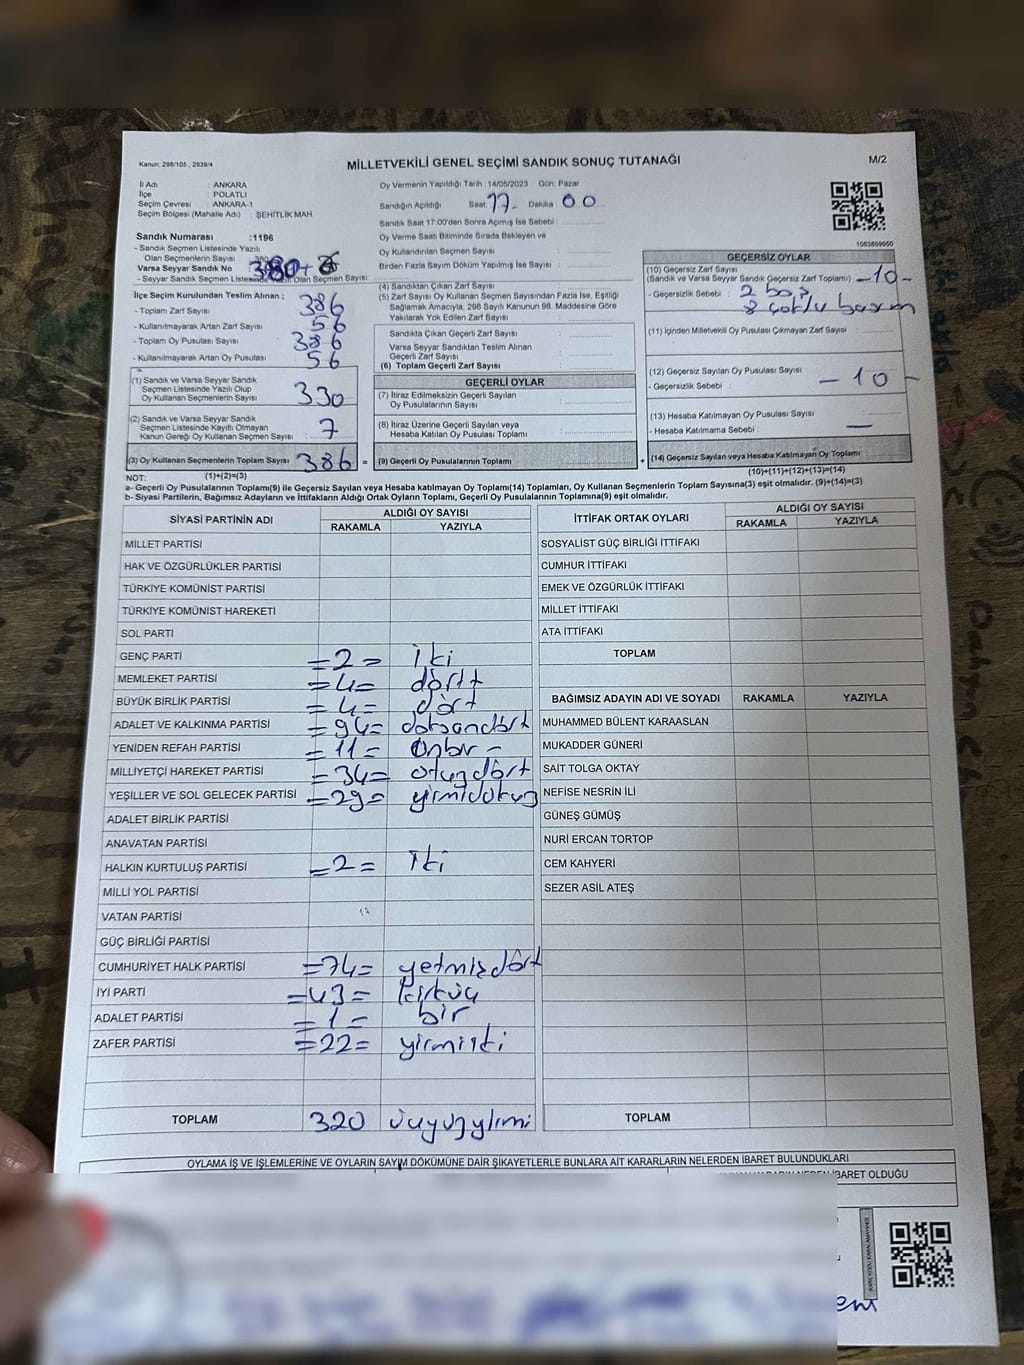 Kanun: 298/105 , 2839/4
MİLLETVEKİLİ GENEL SEÇİMİ SANDIK SONUÇ TUTANAĞI
M/2
İl Adı : ANKARA
İlçe : POLATLI
Seçim Çevresi : ANKARA-1
Seçim Bölgesi (Mahalle Adı) : ŞEHİTLİK MAH.
Oy Vermenin Yapıldığı Tarih :14/05/2023 Gün: Pazar
Sandığın Açıldığı Saat: 17 Dakika : 00
Sandık Saat 17:00'den Sonra Açılmış İse Sebebi :
Oy Verme Saati Bitiminde Sırada Bekleyen ve
Oy Kullandırılan Seçmen Sayısı :
Birden Fazla Sayım Döküm Yapılmış İse Sayısı :
Sandık Numarası :1196
- Sandık Seçmen Listesinde Yazılı
Olan Seçmenlerin Sayısı :
Varsa Seyyar Sandık No :
- Seyyar Sandık Seçmen Listesinde Yazılı Olan Seçmen Sayısı:
İlçe Seçim Kurulundan Teslim Alınan ;
- Toplam Zarf Sayısı : 386
- Kullanılmayarak Artan Zarf Sayısı : 56
- Toplam Oy Pusulası Sayısı : 386
- Kullanılmayarak Artan Oy Pusulası : 56
(1) Sandık ve Varsa Seyyar Sandık
Seçmen Listesinde Yazılı Olup
Oy Kullanan Seçmenlerin Sayısı : 330
(2) Sandık ve Varsa Seyyar Sandık
Seçmen Listesinde Kayıtlı Olmayan
Kanun Gereği Oy Kullanan Seçmen Sayısı : 7
(3) Oy Kullanan Seçmenlerin Toplam Sayısı : 386 =
(4) Sandıktan Çıkan Zarf Sayısı :
(5) Zarf Sayısı Oy Kullanan Seçmen Sayısından Fazla İse, Eşitliği
Sağlamak Amacıyla, 298 Sayılı Kanunun 98. Maddesine Göre
Yakılarak Yok Edilen Zarf Sayısı :
Sandıkta Çıkan Geçerli Zarf Sayısı :
Varsa Seyyar Sandıktan Teslim Alınan
Geçerli Zarf Sayısı :
(6) Toplam Geçerli Zarf Sayısı :
GEÇERLİ OYLAR
(7) İtiraz Edilmeksizin Geçerli Sayılan
Oy Pusulalarının Sayısı :
(8) İtiraz Üzerine Geçerli Sayılan veya
Hesaba Katılan Oy Pusulası Toplamı :
(9) Geçerli Oy Pusulalarının Toplamı : +
GEÇERSİZ OYLAR
(10) Geçersiz Zarf Sayısı
(Sandık ve Varsa Seyyar Sandık Geçersiz Zarf Toplamı) : -10-
- Geçersizlik Sebebi : 2 boş
8 çoklu basım
(11) İçinden Milletvekili Oy Pusulası Çıkmayan Zarf Sayısı :
(12) Geçersiz Sayılan Oy Pusulası Sayısı
- Geçersizlik Sebebi : - 10 -
(13) Hesaba Katılmayan Oy Pusulası Sayısı :
- Hesaba Katılmama Sebebi : —
(14) Geçersiz Sayılan veya Hesaba Katılmayan Oy Toplamı
NOT: (1)+(2)=(3)
(10)+(11)+(12)+(13)=(14)
a- Geçerli Oy Pusulalarının Toplamı(9) ile Geçersiz Sayılan veya Hesaba katılmayan Oy Toplamı(14) Toplamları, Oy Kullanan Seçmenlerin Toplam Sayısına(3) eşit olmalıdır. (9)+(14)=(3)
b- Siyasi Partilerin, Bağımsız Adayların ve İttifakların Aldığı Ortak Oyların Toplamı, Geçerli Oy Pusulalarının Toplamına(9) eşit olmalıdır.
SİYASİ PARTİNİN ADI
ALDIĞI OY SAYISI
RAKAMLA YAZIYLA
MİLLET PARTİSİ
HAK VE ÖZGÜRLÜKLER PARTİSİ
TÜRKİYE KOMÜNİST PARTİSİ
TÜRKİYE KOMÜNİST HAREKETİ
SOL PARTİ
GENÇ PARTİ =2= iki
MEMLEKET PARTİSİ =4= dört
BÜYÜK BİRLİK PARTİSİ =4= dört
ADALET VE KALKINMA PARTİSİ =94= doksandört
YENİDEN REFAH PARTİSİ =11= Onbir -
MİLLİYETÇİ HAREKET PARTİSİ =34= otuzdört
YEŞİLLER VE SOL GELECEK PARTİSİ =29= yirmidokuz
ADALET BİRLİK PARTİSİ
ANAVATAN PARTİSİ
HALKIN KURTULUŞ PARTİSİ =2= iki
MİLLİ YOL PARTİSİ
VATAN PARTİSİ
GÜÇ BİRLİĞİ PARTİSİ
CUMHURİYET HALK PARTİSİ =74= yetmişdört
İYİ PARTİ =43= kırküç
ADALET PARTİSİ =1= bir
ZAFER PARTİSİ =22= yirmiiki
TOPLAM 320 üçyüzyirmi
İTTİFAK ORTAK OYLARI
ALDIĞI OY SAYISI
RAKAMLA YAZIYLA
SOSYALİST GÜÇ BİRLİĞİ İTTİFAKI
CUMHUR İTTİFAKI
EMEK VE ÖZGÜRLÜK İTTİFAKI
MİLLET İTTİFAKI
ATA İTTİFAKI
TOPLAM
BAĞIMSIZ ADAYIN ADI VE SOYADI RAKAMLA YAZIYLA
MUHAMMED BÜLENT KARAASLAN
MUKADDER GÜNERİ
SAİT TOLGA OKTAY
NEFİSE NESRİN İLİ
GÜNEŞ GÜMÜŞ
NURİ ERCAN TORTOP
CEM KAHYERİ
SEZER ASİL ATEŞ
TOPLAM
OYLAMA İŞ VE İŞLEMLERİNE VE OYLARIN SAYIM DÖKÜMÜNE DAİR ŞİKAYETLERLE BUNLARA AİT KARARLARIN NELERDEN İBARET BULUNDUKLARI
İBARET OLDUĞU